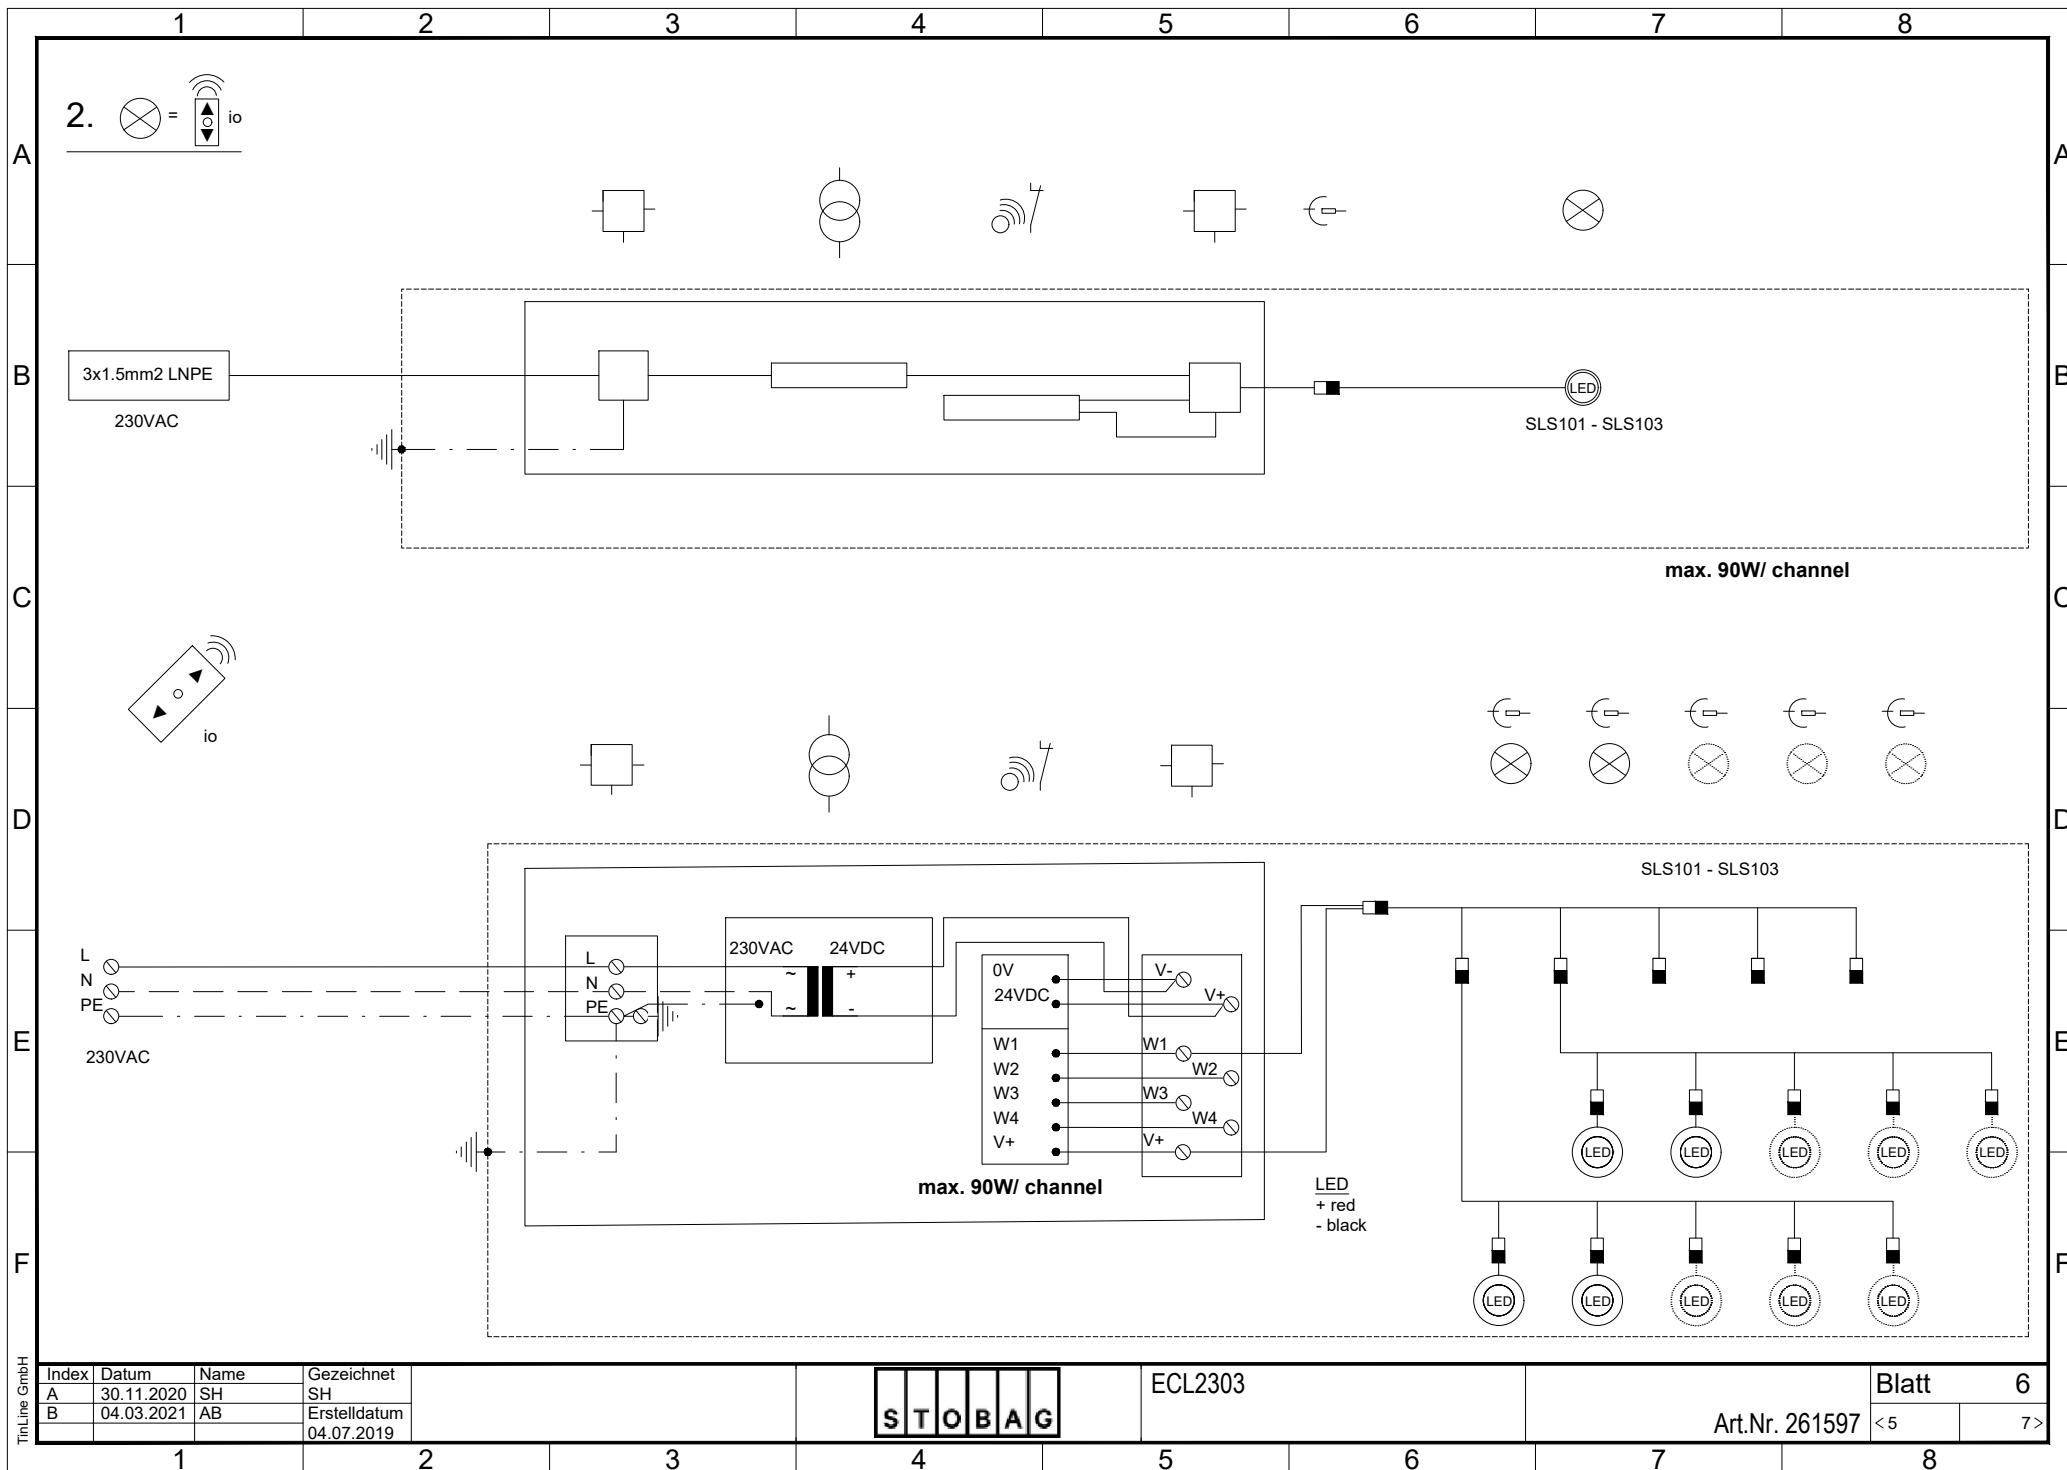 1 2 3 4 5 6 7 8
2. = io
A A
B B
3x1.5mm2 LNPE
230VAC
LED
SLS101 - SLS103
max. 90W/ channel
C C
io
D D
SLS101 - SLS103
L
N
PE
230VAC
L
N
PE
230VAC 24VDC
~ +
~ -
0V
24VDC
W1
W2
W3
W4
V+
V-
V+
W1
W2
W3
W4
V+
max. 90W/ channel
E E
LED LED LED LED LED
LED
+ red
- black
F F
LED LED LED LED LED
TinLine GmbH
Index Datum Name Gezeichnet
A 30.11.2020 SH SH
B 04.03.2021 AB Erstelldatum
04.07.2019
STOBAG
ECL2303
Art.Nr. 261597
Blatt 6
<5 7>
1 2 3 4 5 6 7 8